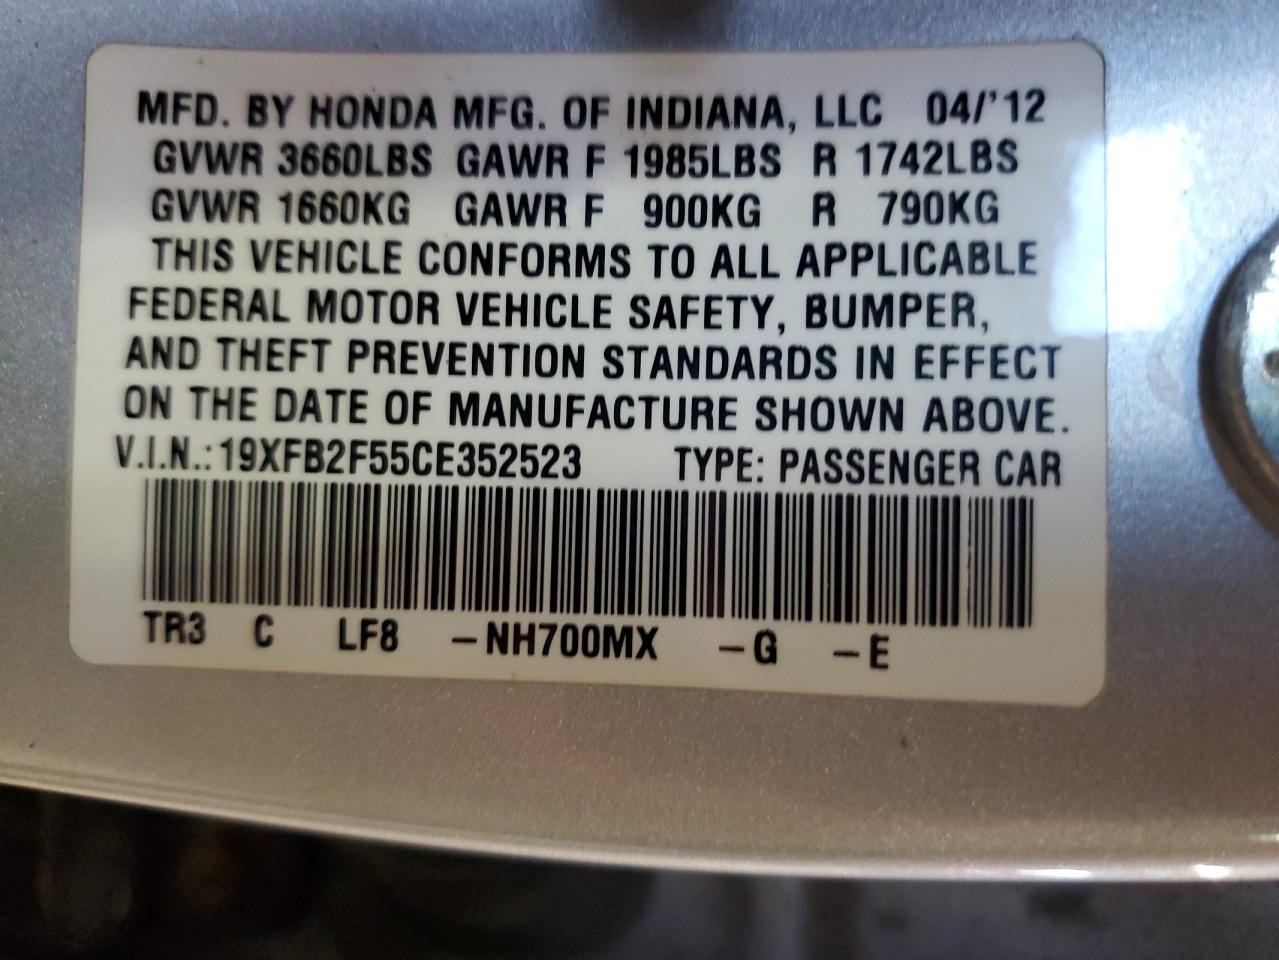 MFD. BY HONDA MFG. OF INDIANA, LLC 04/'12
GVWR 3660LBS GAWR F 1985LBS R 1742LBS
GVWR 1660KG GAWR F 900KG R 790KG
THIS VEHICLE CONFORMS TO ALL APPLICABLE
FEDERAL MOTOR VEHICLE SAFETY, BUMPER,
AND THEFT PREVENTION STANDARDS IN EFFECT
ON THE DATE OF MANUFACTURE SHOWN ABOVE.
V.I.N.: 19XFB2F55CE352523 TYPE: PASSENGER CAR
TR3 C LF8 –NH700MX –G –E